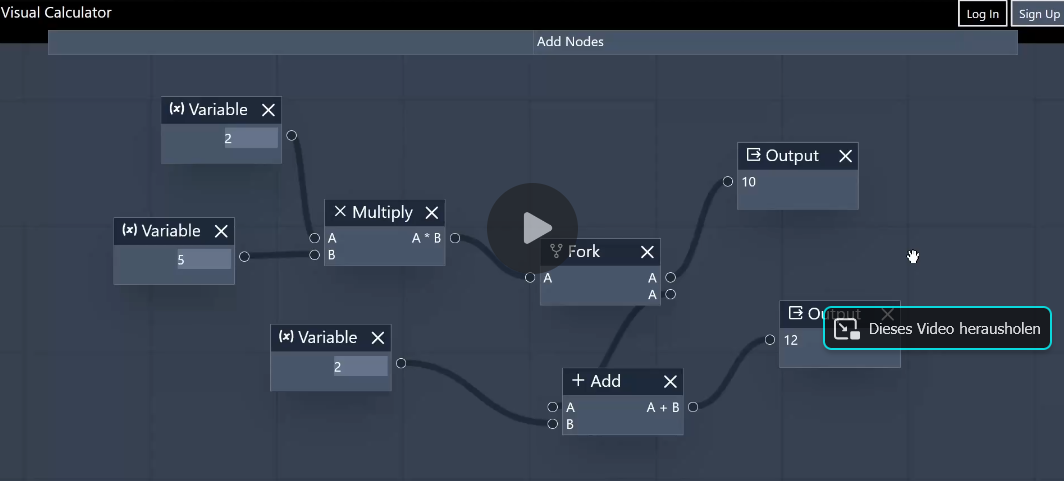 Visual Calculator
Log In
Sign Up
Add Nodes
(x) Variable
2
(x) Variable
5
Multiply
A A * B
B
(x) Variable
2
Fork
A A
A
Add
A A + B
B
Output
10
Output
12
Dieses Video herausholen